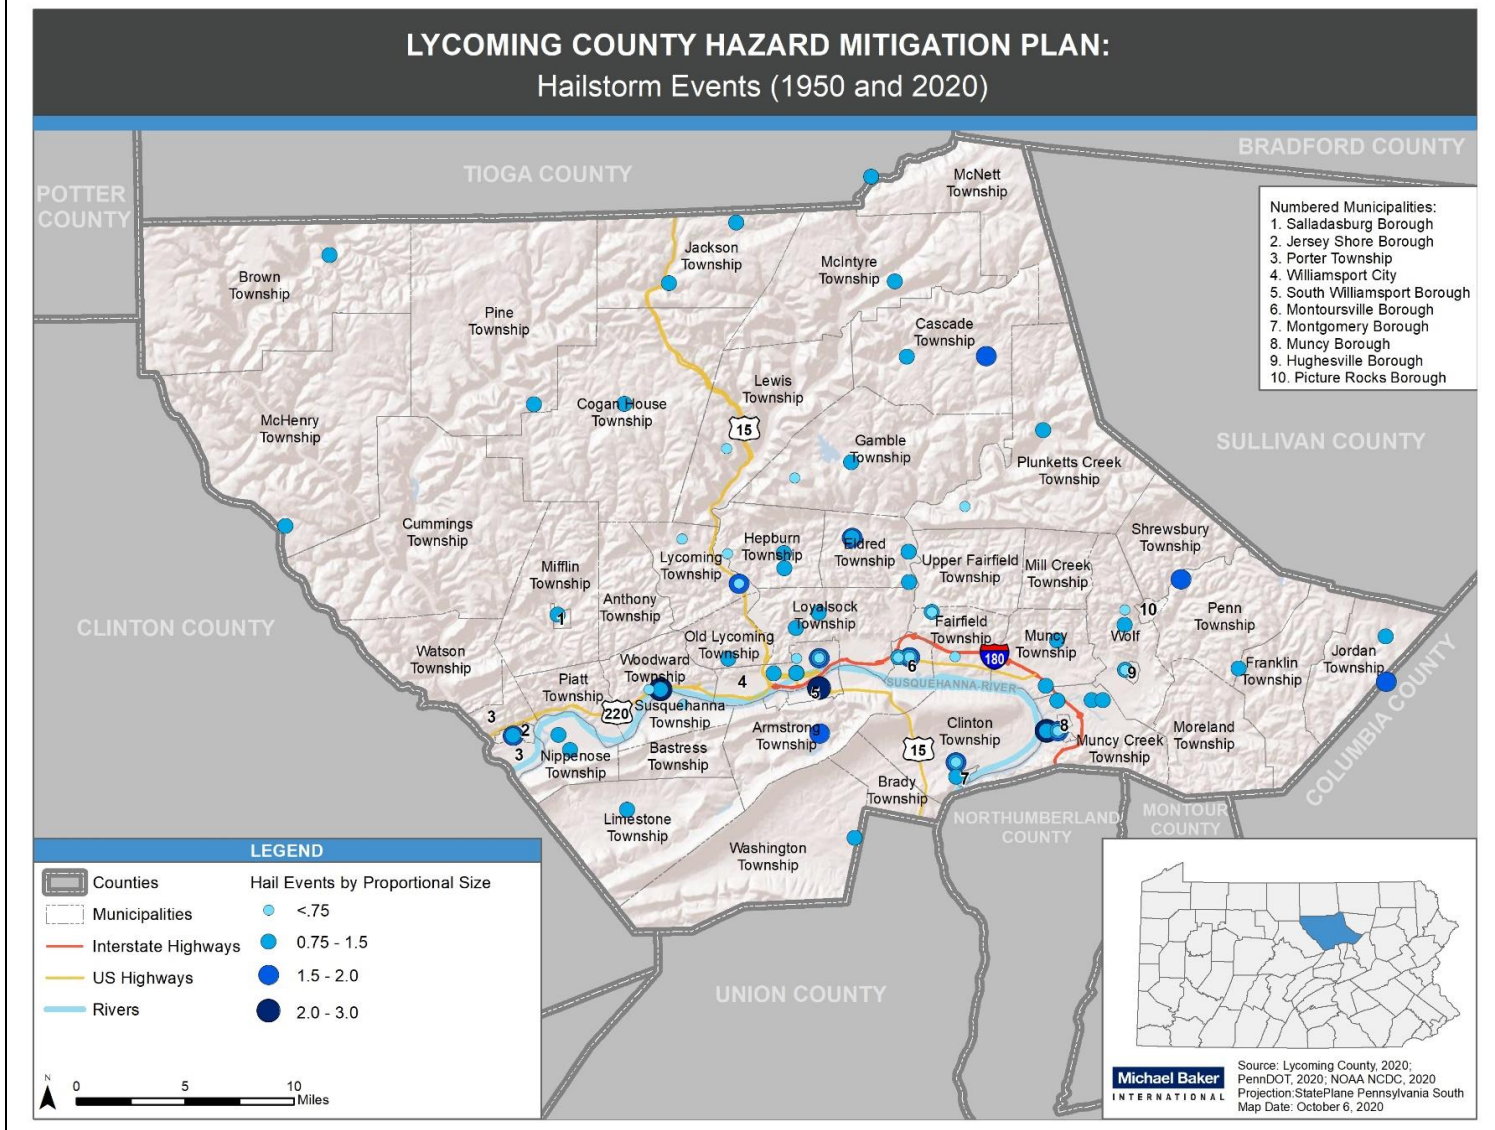 LYCOMING COUNTY HAZARD MITIGATION PLAN:
Hailstorm Events (1950 and 2020)
BRADFORD COUNTY
TIOGA COUNTY
POTTER
COUNTY
McNett
Township
Numbered Municipalities:
1. Salladasburg Borough
2. Jersey Shore Borough
3. Porter Township
4. Williamsport City
5. South Williamsport Borough
6. Montoursville Borough
7. Montgomery Borough
8. Muncy Borough
9. Hughesville Borough
10. Picture Rocks Borough
Jackson
Township
McIntyre
Township
Brown
Township
Pine
Township
Cascade
Township
Lewis
Township
Cogan House
Township
McHenry
Township
15
Gamble
Township
SULLIVAN COUNTY
Plunketts Creek
Township
Cummings
Township
Shrewsbury
Township
Hepburn
Township
Eldred
Township
Lycoming
Township
Upper Fairfield
Township
Mill Creek
Township
Mifflin
Township
Anthony
Township
1
10
Penn
Township
Loyalsock
Township
CLINTON COUNTY
Fairfield
Township
Muncy
Township
Wolf
Old Lycoming
Township
Watson
Township
Woodward
Township
180
6
9
Franklin
Township
Jordan
Township
Piatt
Township
4
5
SUSQUEHANNA RIVER
Susquehanna
Township
220
3
2
3
Armstrong
Township
Clinton
Township
8
Moreland
Township
Muncy Creek
Township
COLUMBIA COUNTY
15
Nippenose
Township
Bastress
Township
7
Brady
Township
Limestone
Township
NORTHUMBERLAND
COUNTY
MONTOUR
COUNTY
Washington
Township
UNION COUNTY
LEGEND
Counties
Municipalities
Interstate Highways
US Highways
Rivers
Hail Events by Proportional Size
<.75
0.75 - 1.5
1.5 - 2.0
2.0 - 3.0
N
0 5 10
Miles
Michael Baker
INTERNATIONAL
Source: Lycoming County, 2020;
PennDOT, 2020; NOAA NCDC, 2020
Projection:StatePlane Pennsylvania South
Map Date: October 6, 2020